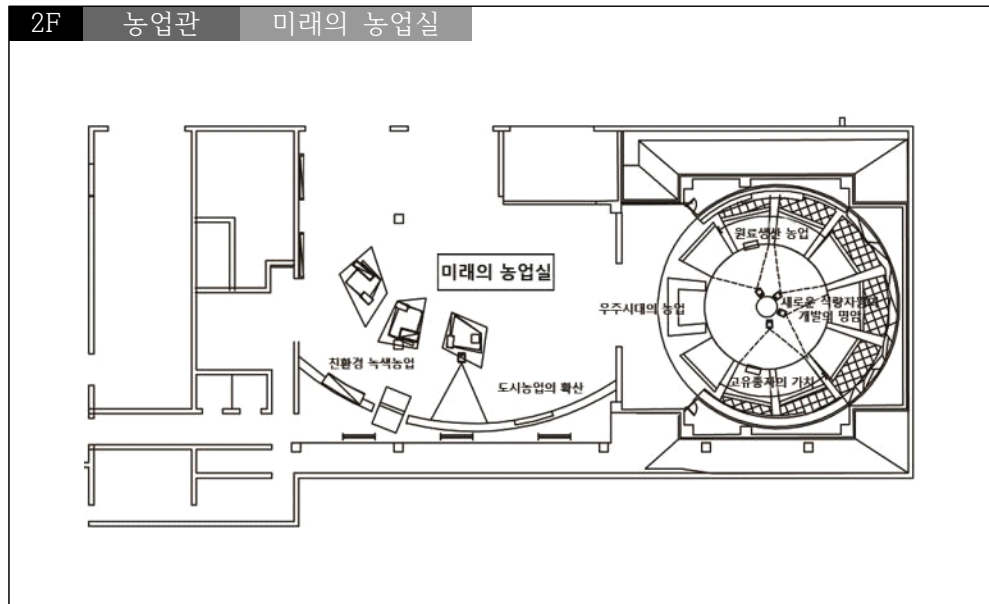 2F 농업관 미래의 농업실
원료생산 농업
미래의 농업실
우주시대의 농업
새로운 식량자원의
개발의 명암
친환경 녹색농업
고유종자의 가치
도시농업의 확산